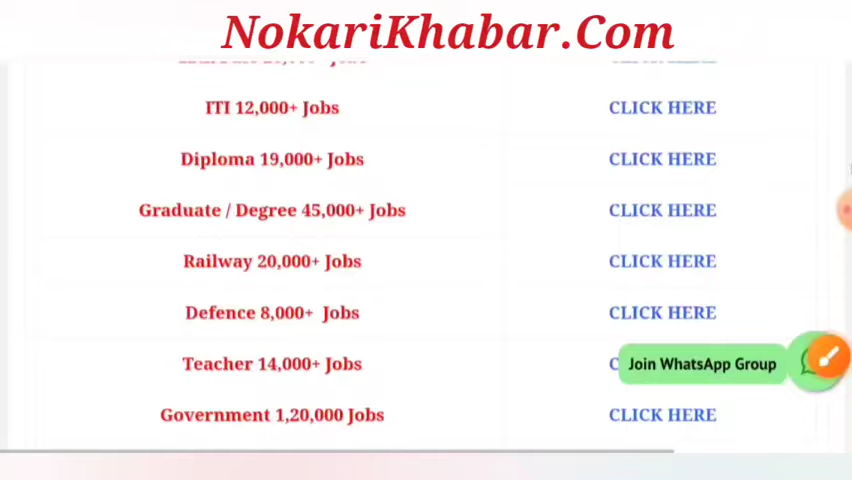 NokariKhabar.Com
ITI 12,000+ Jobs CLICK HERE
Diploma 19,000+ Jobs CLICK HERE
Graduate / Degree 45,000+ Jobs CLICK HERE
Railway 20,000+ Jobs CLICK HERE
Defence 8,000+ Jobs CLICK HERE
Teacher 14,000+ Jobs
Join WhatsApp Group
Government 1,20,000 Jobs CLICK HERE